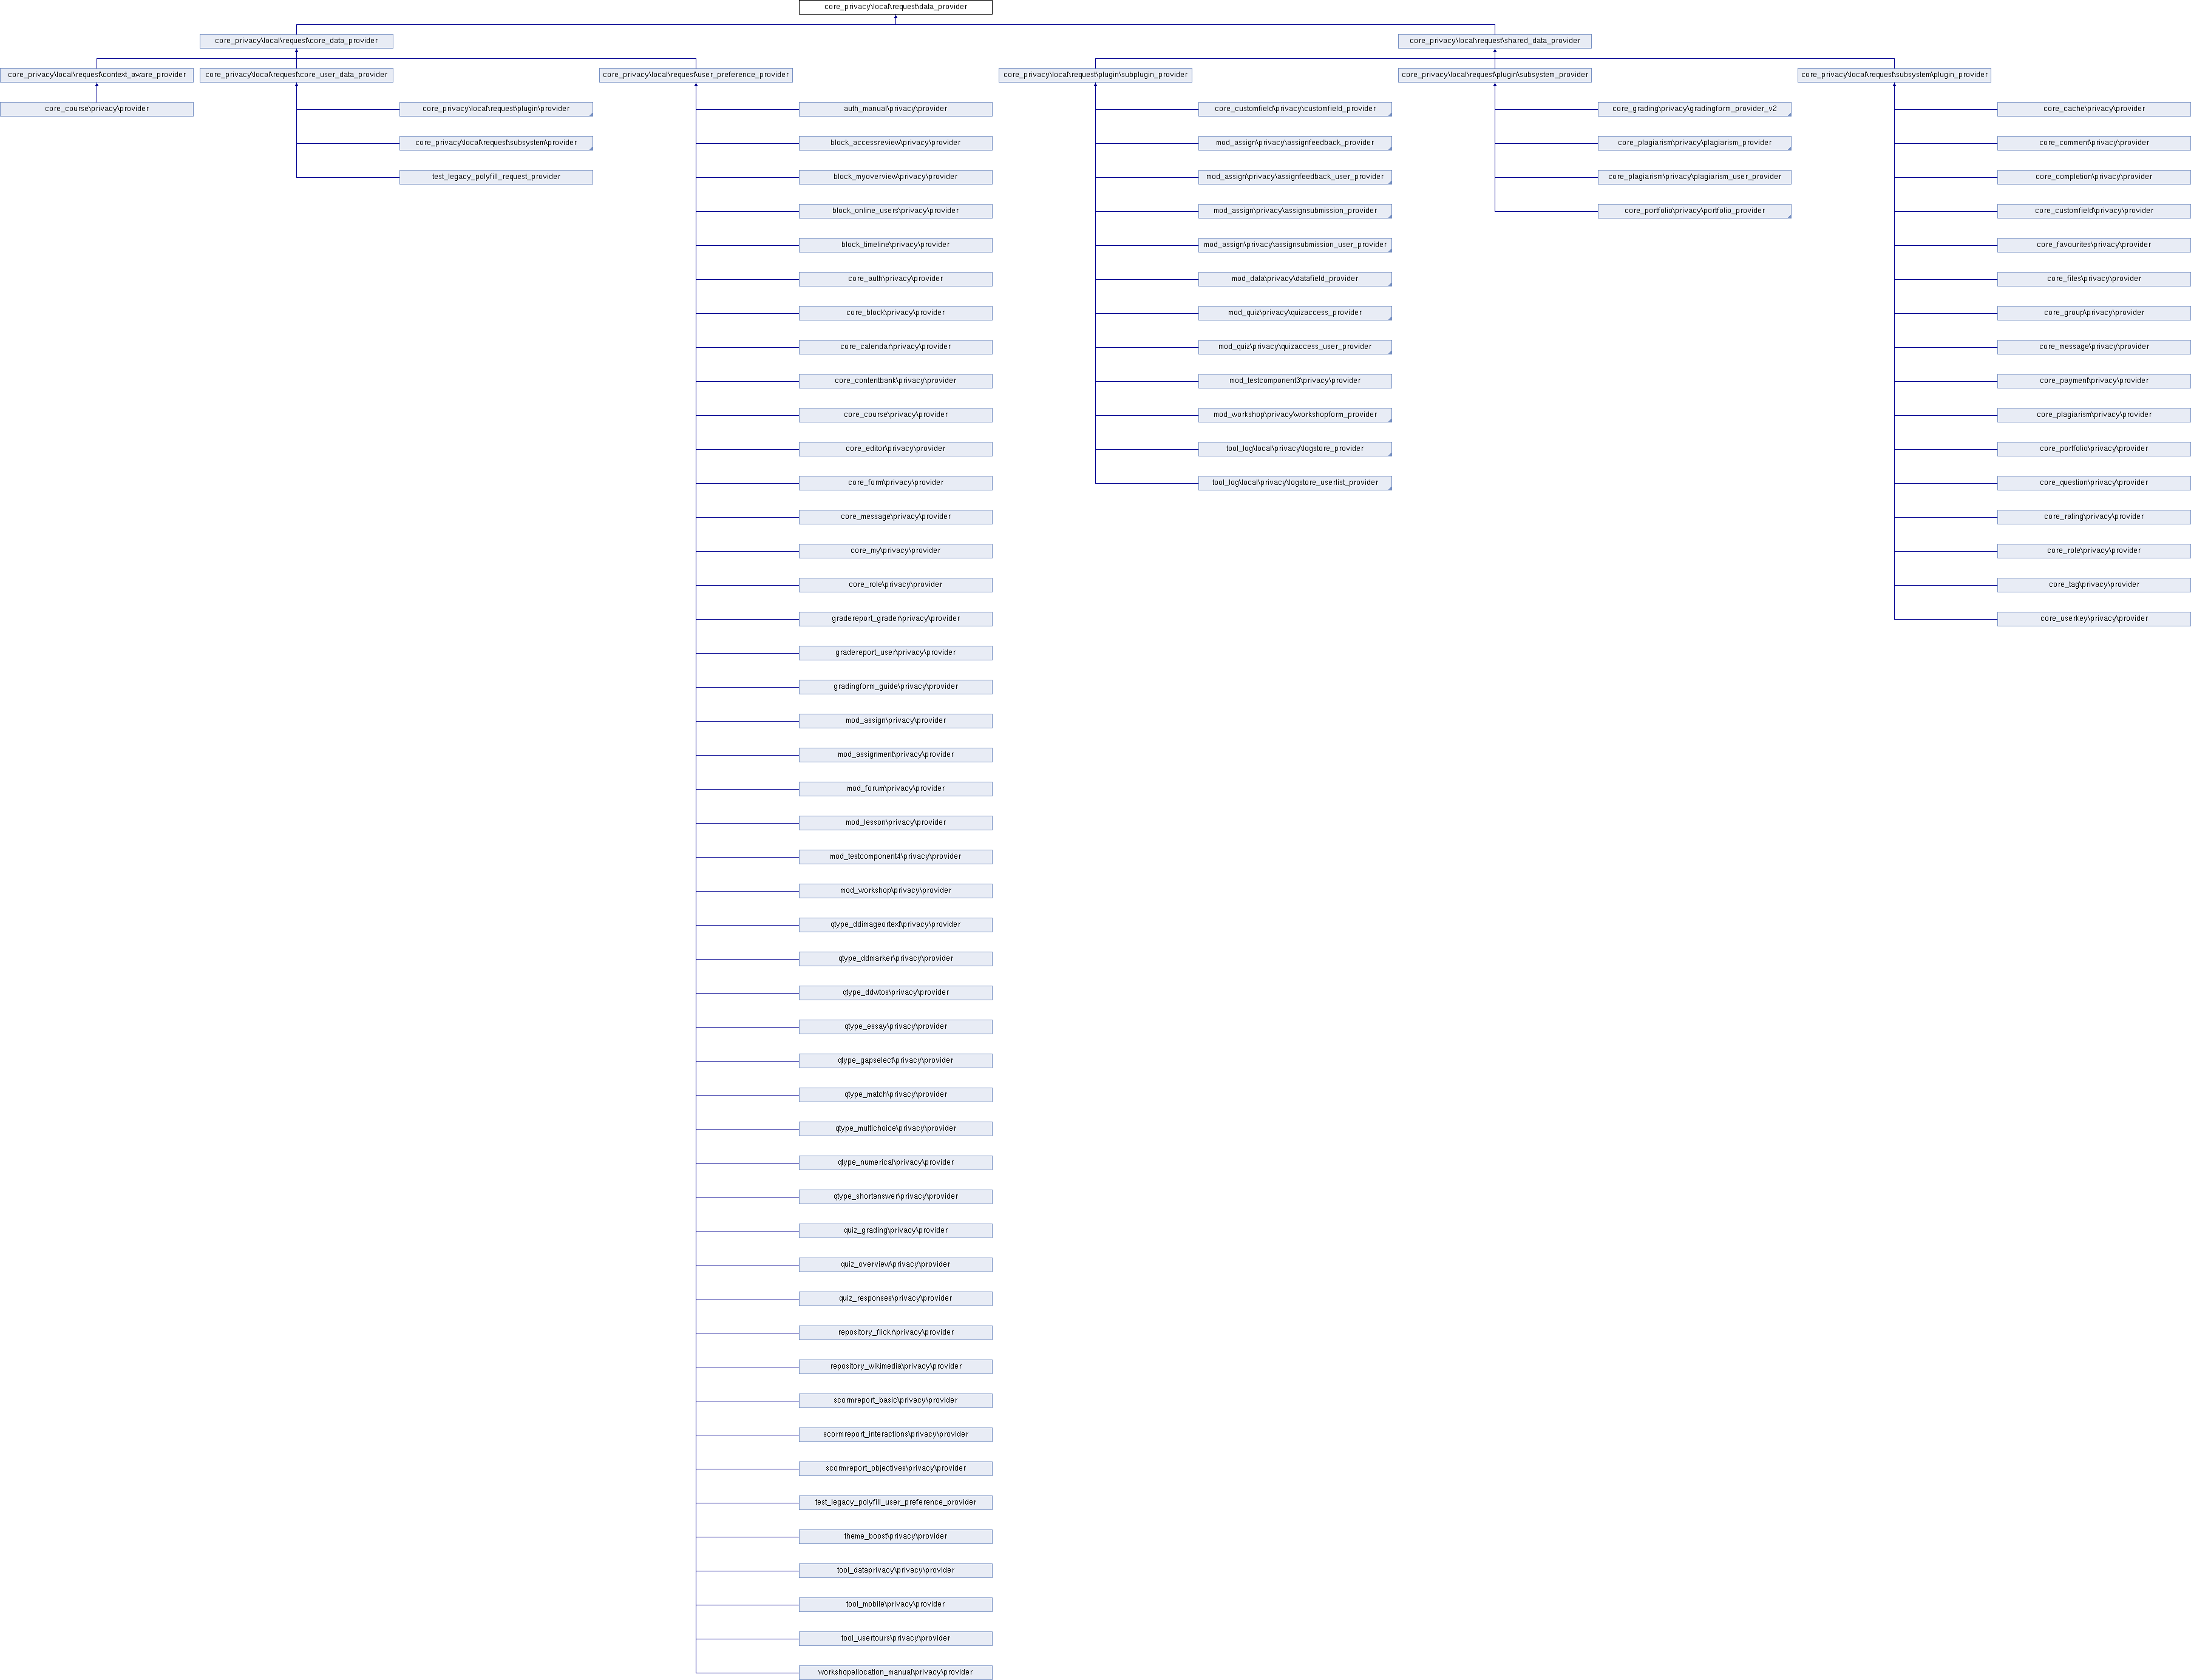 core_privacy\local\request\data_provider
core_privacy\local\request\core_data_provider
core_privacy\local\request\shared_data_provider
core_privacy\local\request\context_aware_provider
core_privacy\local\request\core_user_data_provider
core_privacy\local\request\user_preference_provider
core_privacy\local\request\plugin\subplugin_provider
core_privacy\local\request\plugin\subsystem_provider
core_privacy\local\request\subsystem\plugin_provider
core_course\privacy\provider
core_privacy\local\request\plugin\provider
core_privacy\local\request\subsystem\provider
test_legacy_polyfill_request_provider
auth_manual\privacy\provider
block_accessreview\privacy\provider
block_myoverview\privacy\provider
block_online_users\privacy\provider
block_timeline\privacy\provider
core_auth\privacy\provider
core_block\privacy\provider
core_calendar\privacy\provider
core_contentbank\privacy\provider
core_course\privacy\provider
core_editor\privacy\provider
core_form\privacy\provider
core_message\privacy\provider
core_my\privacy\provider
core_role\privacy\provider
gradereport_grader\privacy\provider
gradereport_user\privacy\provider
gradingform_guide\privacy\provider
mod_assign\privacy\provider
mod_assignment\privacy\provider
mod_forum\privacy\provider
mod_lesson\privacy\provider
mod_testcomponent4\privacy\provider
mod_workshop\privacy\provider
qtype_ddimageortext\privacy\provider
qtype_ddmarker\privacy\provider
qtype_ddwtos\privacy\provider
qtype_essay\privacy\provider
qtype_gapselect\privacy\provider
qtype_match\privacy\provider
qtype_multichoice\privacy\provider
qtype_numerical\privacy\provider
qtype_shortanswer\privacy\provider
quiz_grading\privacy\provider
quiz_overview\privacy\provider
quiz_responses\privacy\provider
repository_flickr\privacy\provider
repository_wikimedia\privacy\provider
scormreport_basic\privacy\provider
scormreport_interactions\privacy\provider
scormreport_objectives\privacy\provider
test_legacy_polyfill_user_preference_provider
theme_boost\privacy\provider
tool_dataprivacy\privacy\provider
tool_mobile\privacy\provider
tool_usertours\privacy\provider
workshopallocation_manual\privacy\provider
core_customfield\privacy\customfield_provider
mod_assign\privacy\assignfeedback_provider
mod_assign\privacy\assignfeedback_user_provider
mod_assign\privacy\assignsubmission_provider
mod_assign\privacy\assignsubmission_user_provider
mod_data\privacy\datafield_provider
mod_quiz\privacy\quizaccess_provider
mod_quiz\privacy\quizaccess_user_provider
mod_testcomponent3\privacy\provider
mod_workshop\privacy\workshopform_provider
tool_log\local\privacy\logstore_provider
tool_log\local\privacy\logstore_userlist_provider
core_grading\privacy\gradingform_provider_v2
core_plagiarism\privacy\plagiarism_provider
core_plagiarism\privacy\plagiarism_user_provider
core_portfolio\privacy\portfolio_provider
core_cache\privacy\provider
core_comment\privacy\provider
core_completion\privacy\provider
core_customfield\privacy\provider
core_favourites\privacy\provider
core_files\privacy\provider
core_group\privacy\provider
core_message\privacy\provider
core_payment\privacy\provider
core_plagiarism\privacy\provider
core_portfolio\privacy\provider
core_question\privacy\provider
core_rating\privacy\provider
core_role\privacy\provider
core_tag\privacy\provider
core_userkey\privacy\provider